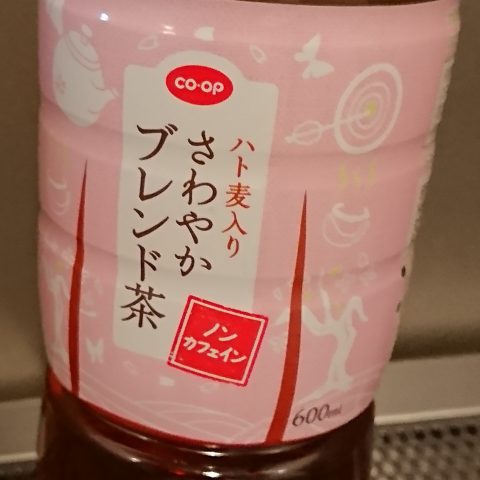 CO·OP
ハト麦入り
さわやか
ブレンド茶
ノン
カフェイン
600ml